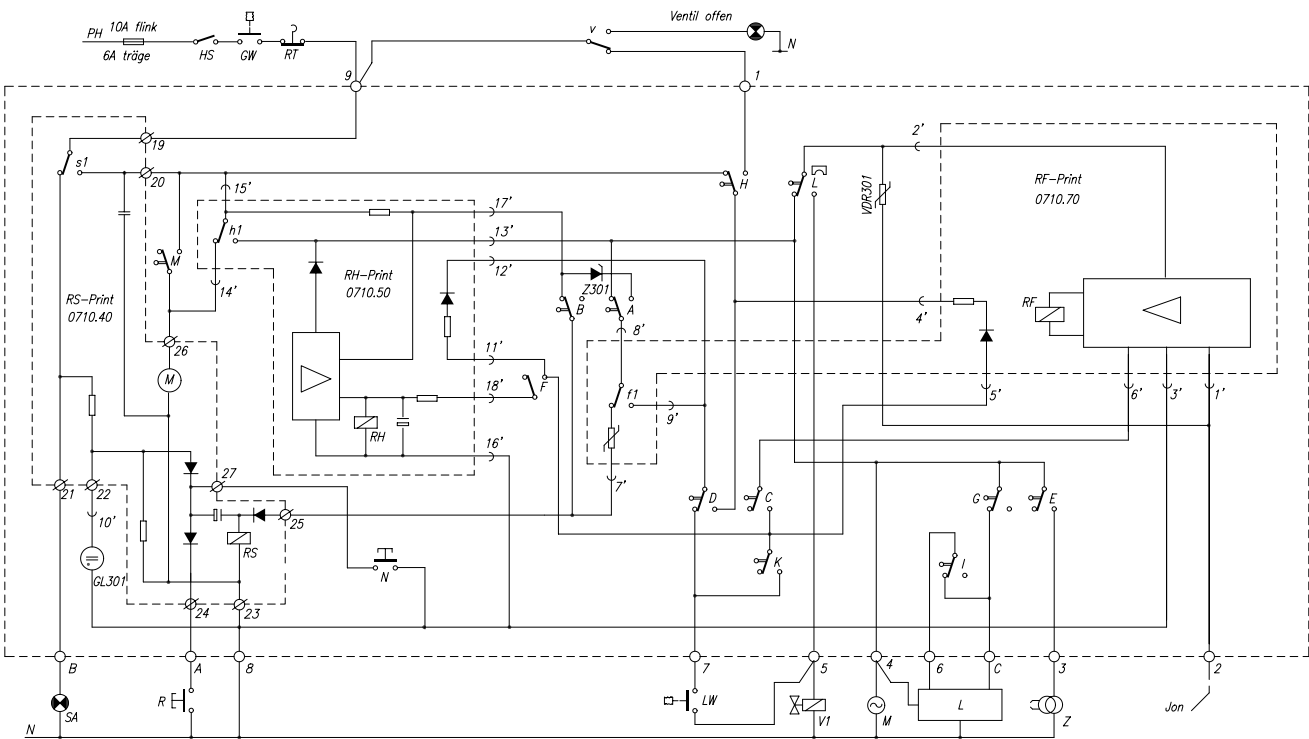 Ventil offen
PH 10A flink
6A träge
HS
GW
RT
v
N
9
1
19
s1
20
15'
17'
h1
13'
12'
14'
M
RS-Print
0710.40
RH-Print
0710.50
26
M
Z301
B
A
8'
H
L
2'
VDR301
RF-Print
0710.70
4'
RF
11'
18'
F
RH
16'
f1
9'
7'
5'
6'
3'
1'
21
22
27
25
10'
GL301
RS
N
24
23
D
C
K
G
E
I
B
A
8
7
5
4
6
C
3
2
SA
R
LW
V1
M
L
Z
Jon
N